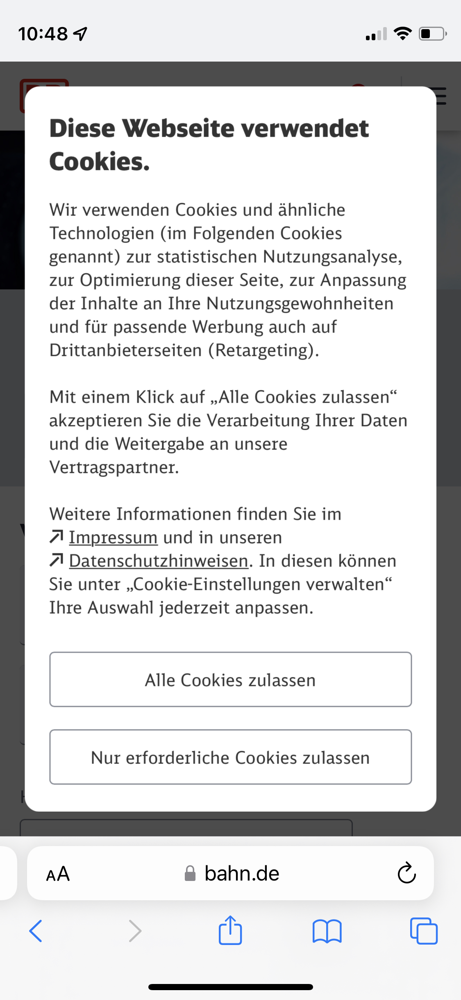 10:48
Diese Webseite verwendet
Cookies.
Wir verwenden Cookies und ähnliche
Technologien (im Folgenden Cookies
genannt) zur statistischen Nutzungsanalyse,
zur Optimierung dieser Seite, zur Anpassung
der Inhalte an Ihre Nutzungsgewohnheiten
und für passende Werbung auch auf
Drittanbieterseiten (Retargeting).
Mit einem Klick auf „Alle Cookies zulassen“
akzeptieren Sie die Verarbeitung Ihrer Daten
und die Weitergabe an unsere
Vertragspartner.
Weitere Informationen finden Sie im
Impressum und in unseren
Datenschutzhinweisen. In diesen können
Sie unter „Cookie-Einstellungen verwalten“
Ihre Auswahl jederzeit anpassen.
Alle Cookies zulassen
Nur erforderliche Cookies zulassen
AA bahn.de